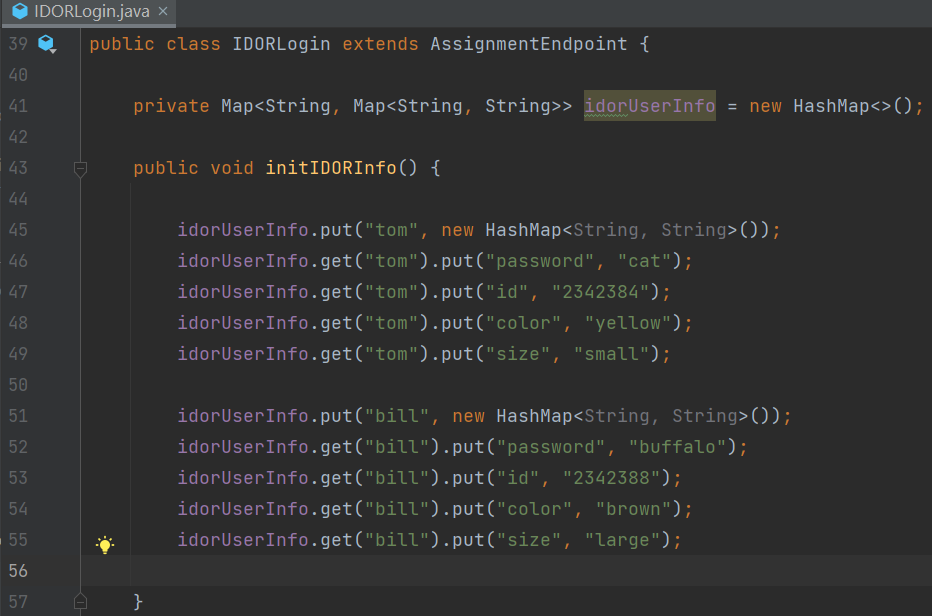 IDORLogin.java ×
39 public class IDORLogin extends AssignmentEndpoint {
40
41 private Map<String, Map<String, String>> idorUserInfo = new HashMap<>();
42
43 public void initIDORInfo() {
44
45 idorUserInfo.put("tom", new HashMap<String, String>());
46 idorUserInfo.get("tom").put("password", "cat");
47 idorUserInfo.get("tom").put("id", "2342384");
48 idorUserInfo.get("tom").put("color", "yellow");
49 idorUserInfo.get("tom").put("size", "small");
50
51 idorUserInfo.put("bill", new HashMap<String, String>());
52 idorUserInfo.get("bill").put("password", "buffalo");
53 idorUserInfo.get("bill").put("id", "2342388");
54 idorUserInfo.get("bill").put("color", "brown");
55 idorUserInfo.get("bill").put("size", "large");
56
57 }